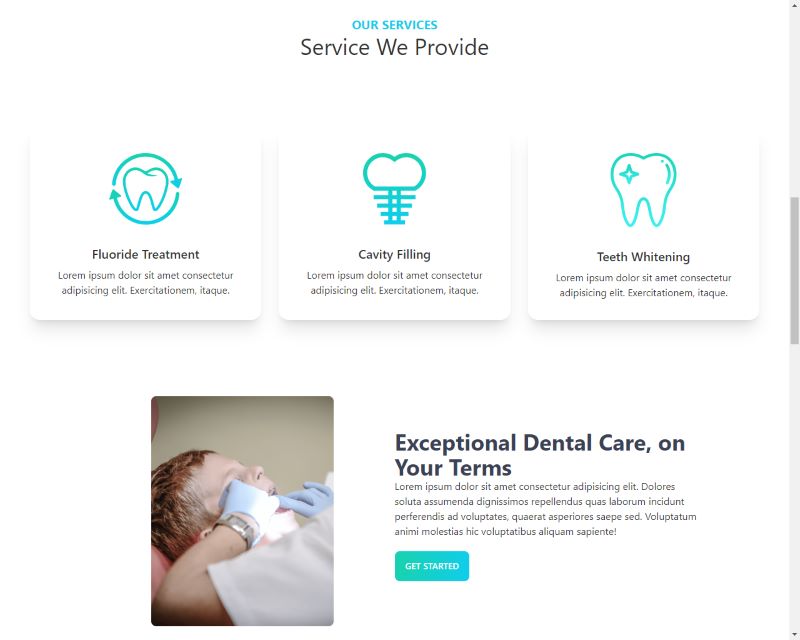 OUR SERVICES
Service We Provide
Fluoride Treatment
Lorem ipsum dolor sit amet consectetur
adipisicing elit. Exercitationem, itaque.
Cavity Filling
Lorem ipsum dolor sit amet consectetur
adipisicing elit. Exercitationem, itaque.
Teeth Whitening
Lorem ipsum dolor sit amet consectetur
adipisicing elit. Exercitationem, itaque.
Exceptional Dental Care, on
Your Terms
Lorem ipsum dolor sit amet consectetur adipisicing elit. Dolores
soluta assumenda dignissimos repellendus quas laborum incidunt
perferendis ad voluptates, quaerat asperiores saepe sed. Voluptatum
animi molestias hic voluptatibus aliquam sapiente!
GET STARTED